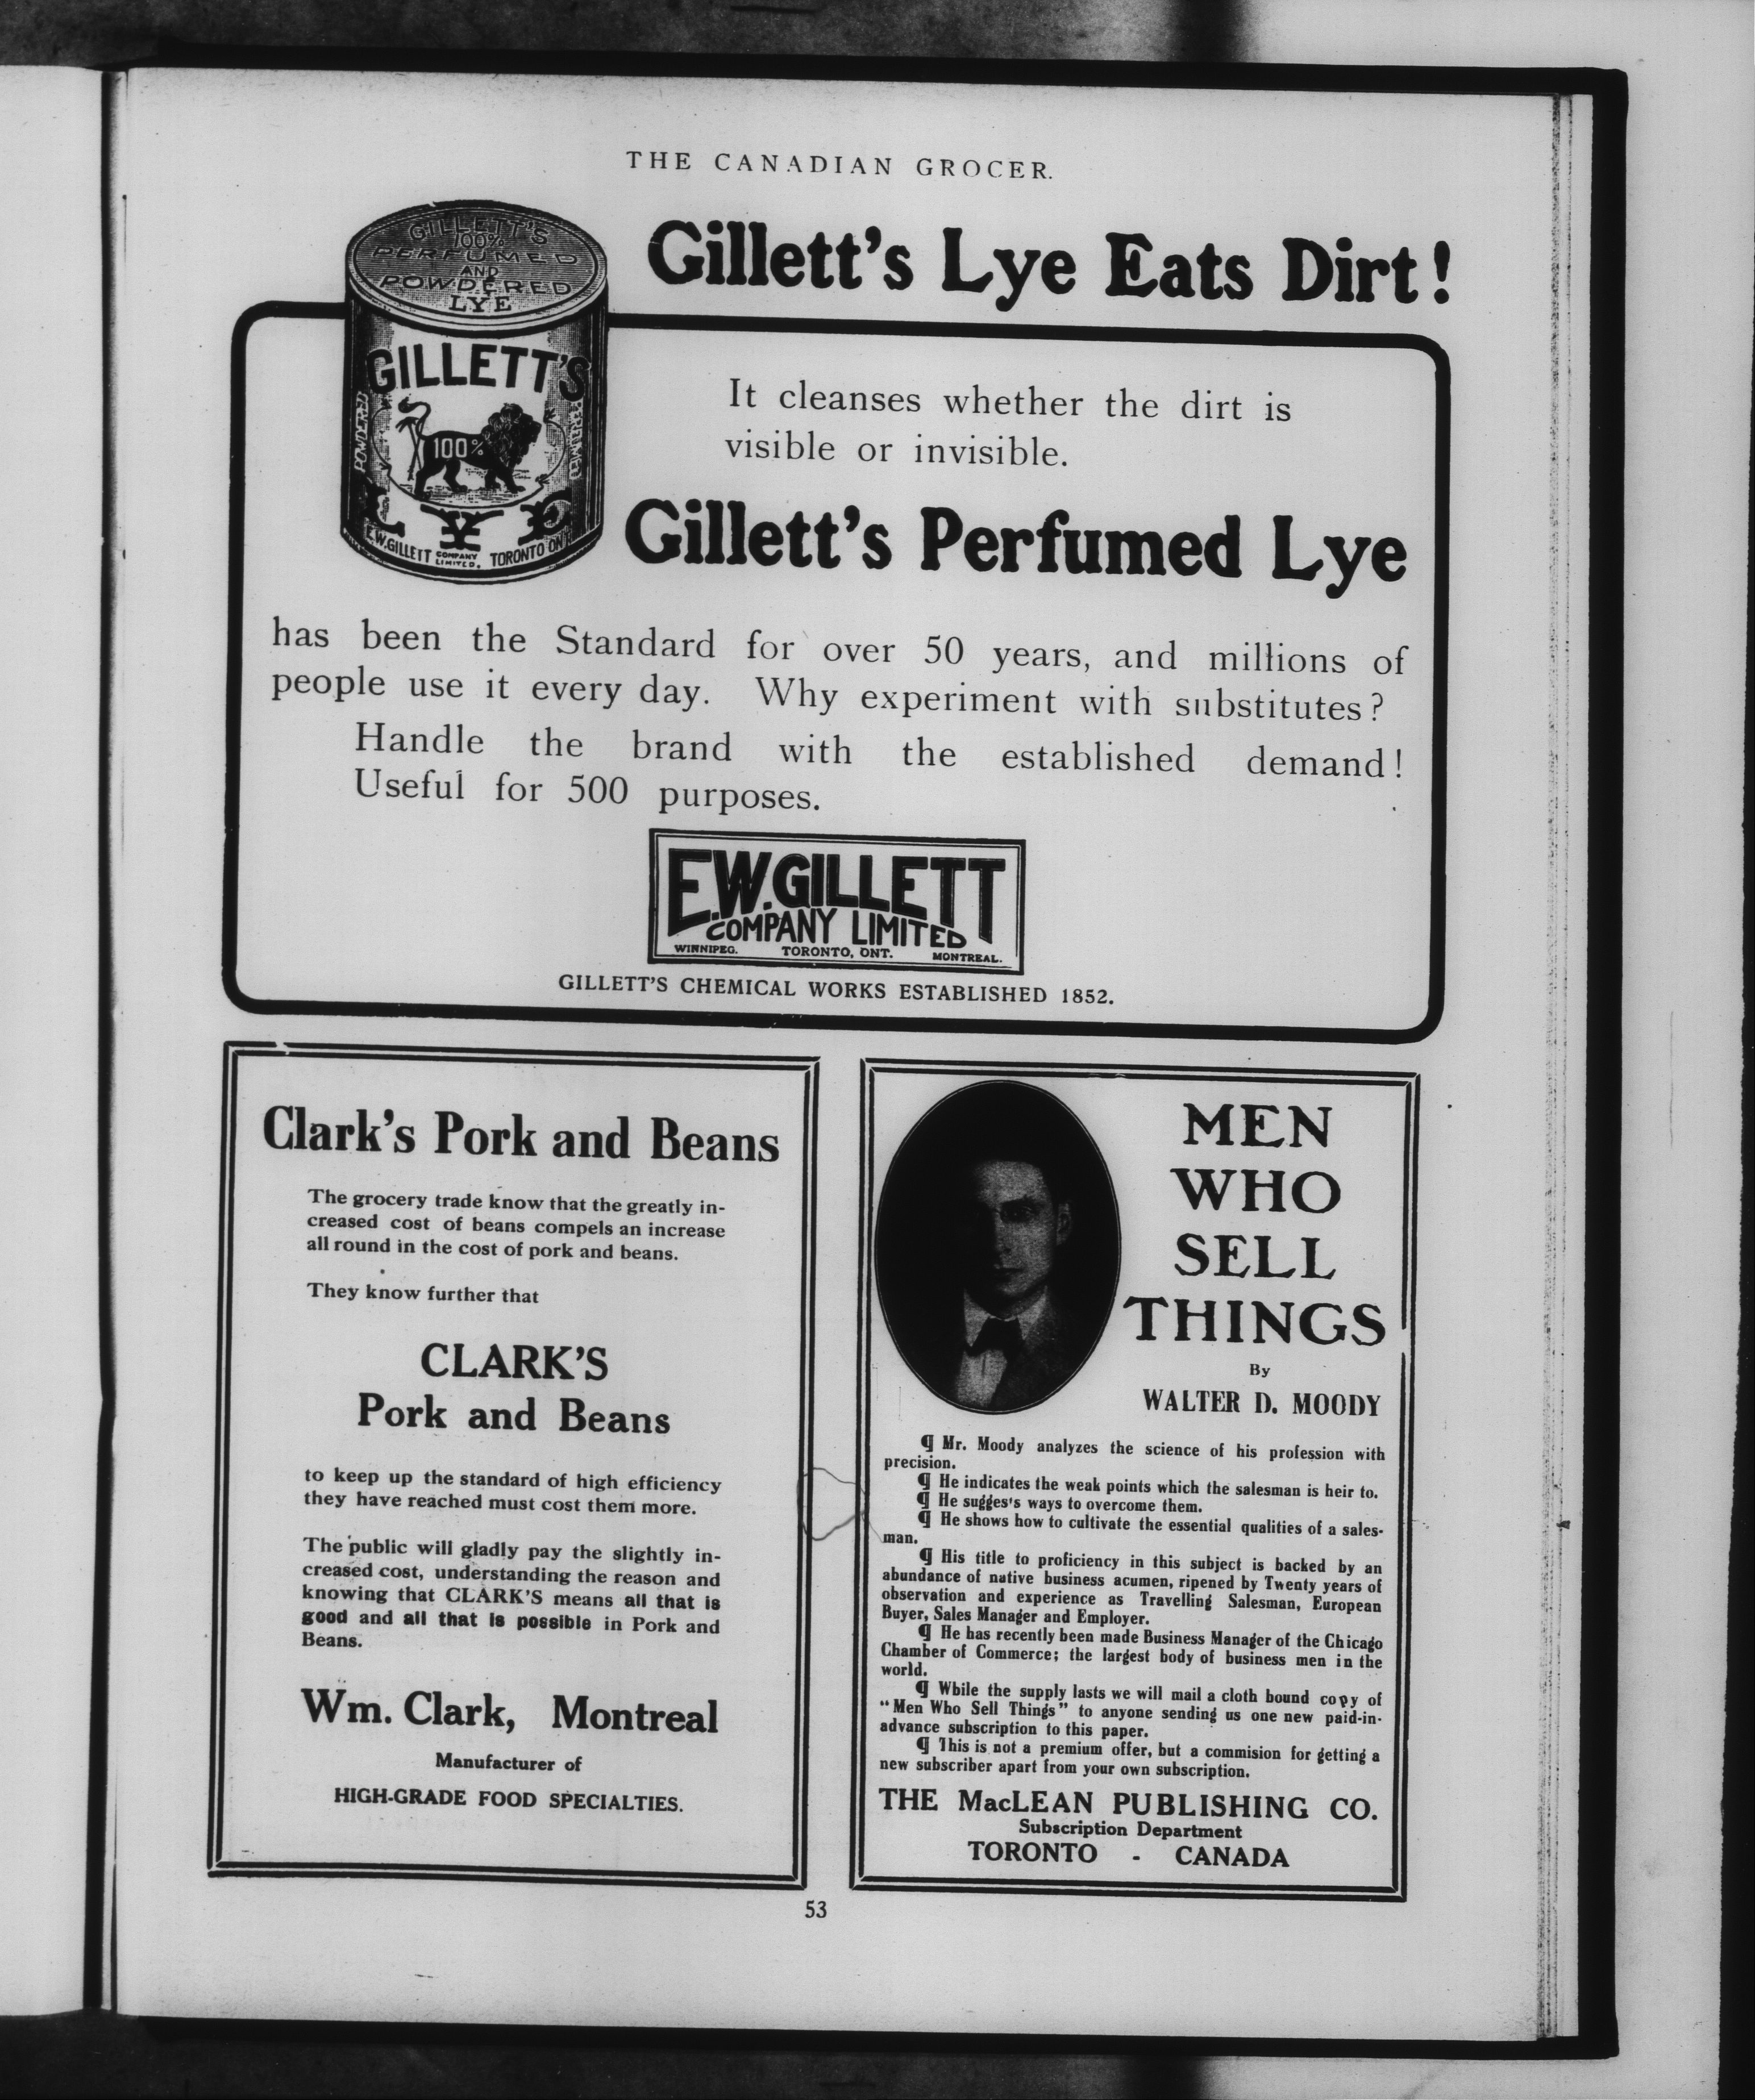 THE CANADIAN GROCER.
GILLETT'S
100%
PERFUMED
AND
POWDERED
LYE
Gillett's Lye Eats Dirt!
GILLETT'S
POWDERED
100%
PERFUMED
LYE
E.W. GILLETT COMPANY LIMITED. TORONTO ONT.
It cleanses whether the dirt is
visible or invisible.
Gillett's Perfumed Lye
has been the Standard for over 50 years, and millions of
people use it every day. Why experiment with substitutes?
Handle the brand with the established demand!
Useful for 500 purposes.
E.W. GILLETT
COMPANY LIMITED
WINNIPEG. TORONTO, ONT. MONTREAL.
GILLETT'S CHEMICAL WORKS ESTABLISHED 1852.
Clark's Pork and Beans
The grocery trade know that the greatly in-
creased cost of beans compels an increase
all round in the cost of pork and beans.
They know further that
CLARK'S
Pork and Beans
to keep up the standard of high efficiency
they have reached must cost them more.
The public will gladly pay the slightly in-
creased cost, understanding the reason and
knowing that CLARK'S means all that is
good and all that is possible in Pork and
Beans.
Wm. Clark, Montreal
Manufacturer of
HIGH-GRADE FOOD SPECIALTIES.
MEN
WHO
SELL
THINGS
By
WALTER D. MOODY
¶ Mr. Moody analyzes the science of his profession with
precision.
¶ He indicates the weak points which the salesman is heir to.
¶ He sugges's ways to overcome them.
¶ He shows how to cultivate the essential qualities of a sales-
man.
¶ His title to proficiency in this subject is backed by an
abundance of native business acumen, ripened by Twenty years of
observation and experience as Travelling Salesman, European
Buyer, Sales Manager and Employer.
¶ He has recently been made Business Manager of the Chicago
Chamber of Commerce; the largest body of business men in the
world.
¶ While the supply lasts we will mail a cloth bound copy of
"Men Who Sell Things" to anyone sending us one new paid-in-
advance subscription to this paper.
¶ This is not a premium offer, but a commision for getting a
new subscriber apart from your own subscription.
THE MacLEAN PUBLISHING CO.
Subscription Department
TORONTO - CANADA
53